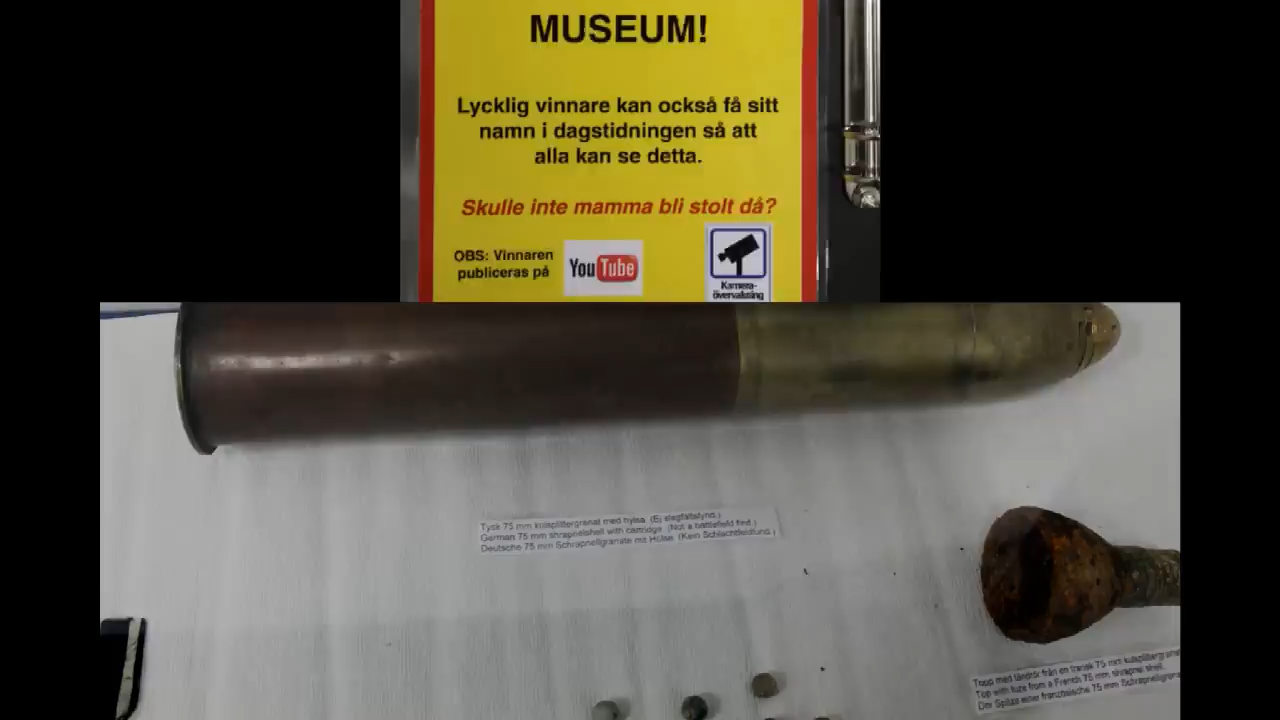 MUSEUM!
Lycklig vinnare kan också få sitt
namn i dagstidningen så att
alla kan se detta.
Skulle inte mamma bli stolt då?
OBS: Vinnaren
publiceras på
YouTube
Kamera-
övervakning
Tysk 75 mm kulsplittergranat med hylsa. (Ej slagfältsfynd.)
German 75 mm shrapnelshell with cartridge. (Not a battlefield find.)
Deutsche 75 mm Schrapnellgranate mit Hülse. (Kein Schlachtfeldfund.)
Topp med tändrör från en fransk 75 mm kulsplittergranat
Top with fuze from a French 75 mm shrapnel shell.
Der Spitze einer französische 75 mm